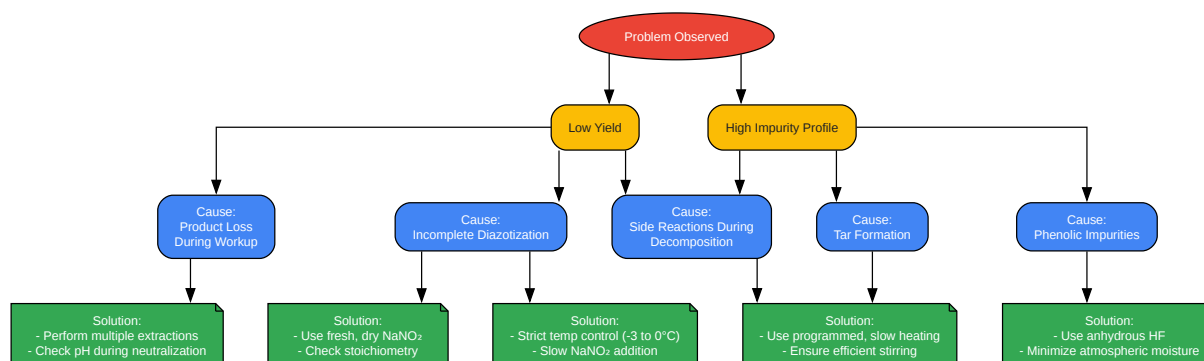 Problem Observed
Low Yield
High Impurity Profile
Cause:
Product Loss
During Workup
Cause:
Incomplete Diazotization
Cause:
Side Reactions During
Decomposition
Cause:
Tar Formation
Cause:
Phenolic Impurities
Solution:
- Perform multiple extractions
- Check pH during neutralization
Solution:
- Use fresh, dry NaNO₂
- Check stoichiometry
Solution:
- Strict temp control (-3 to 0°C)
- Slow NaNO₂ addition
Solution:
- Use programmed, slow heating
- Ensure efficient stirring
Solution:
- Use anhydrous HF
- Minimize atmospheric moisture